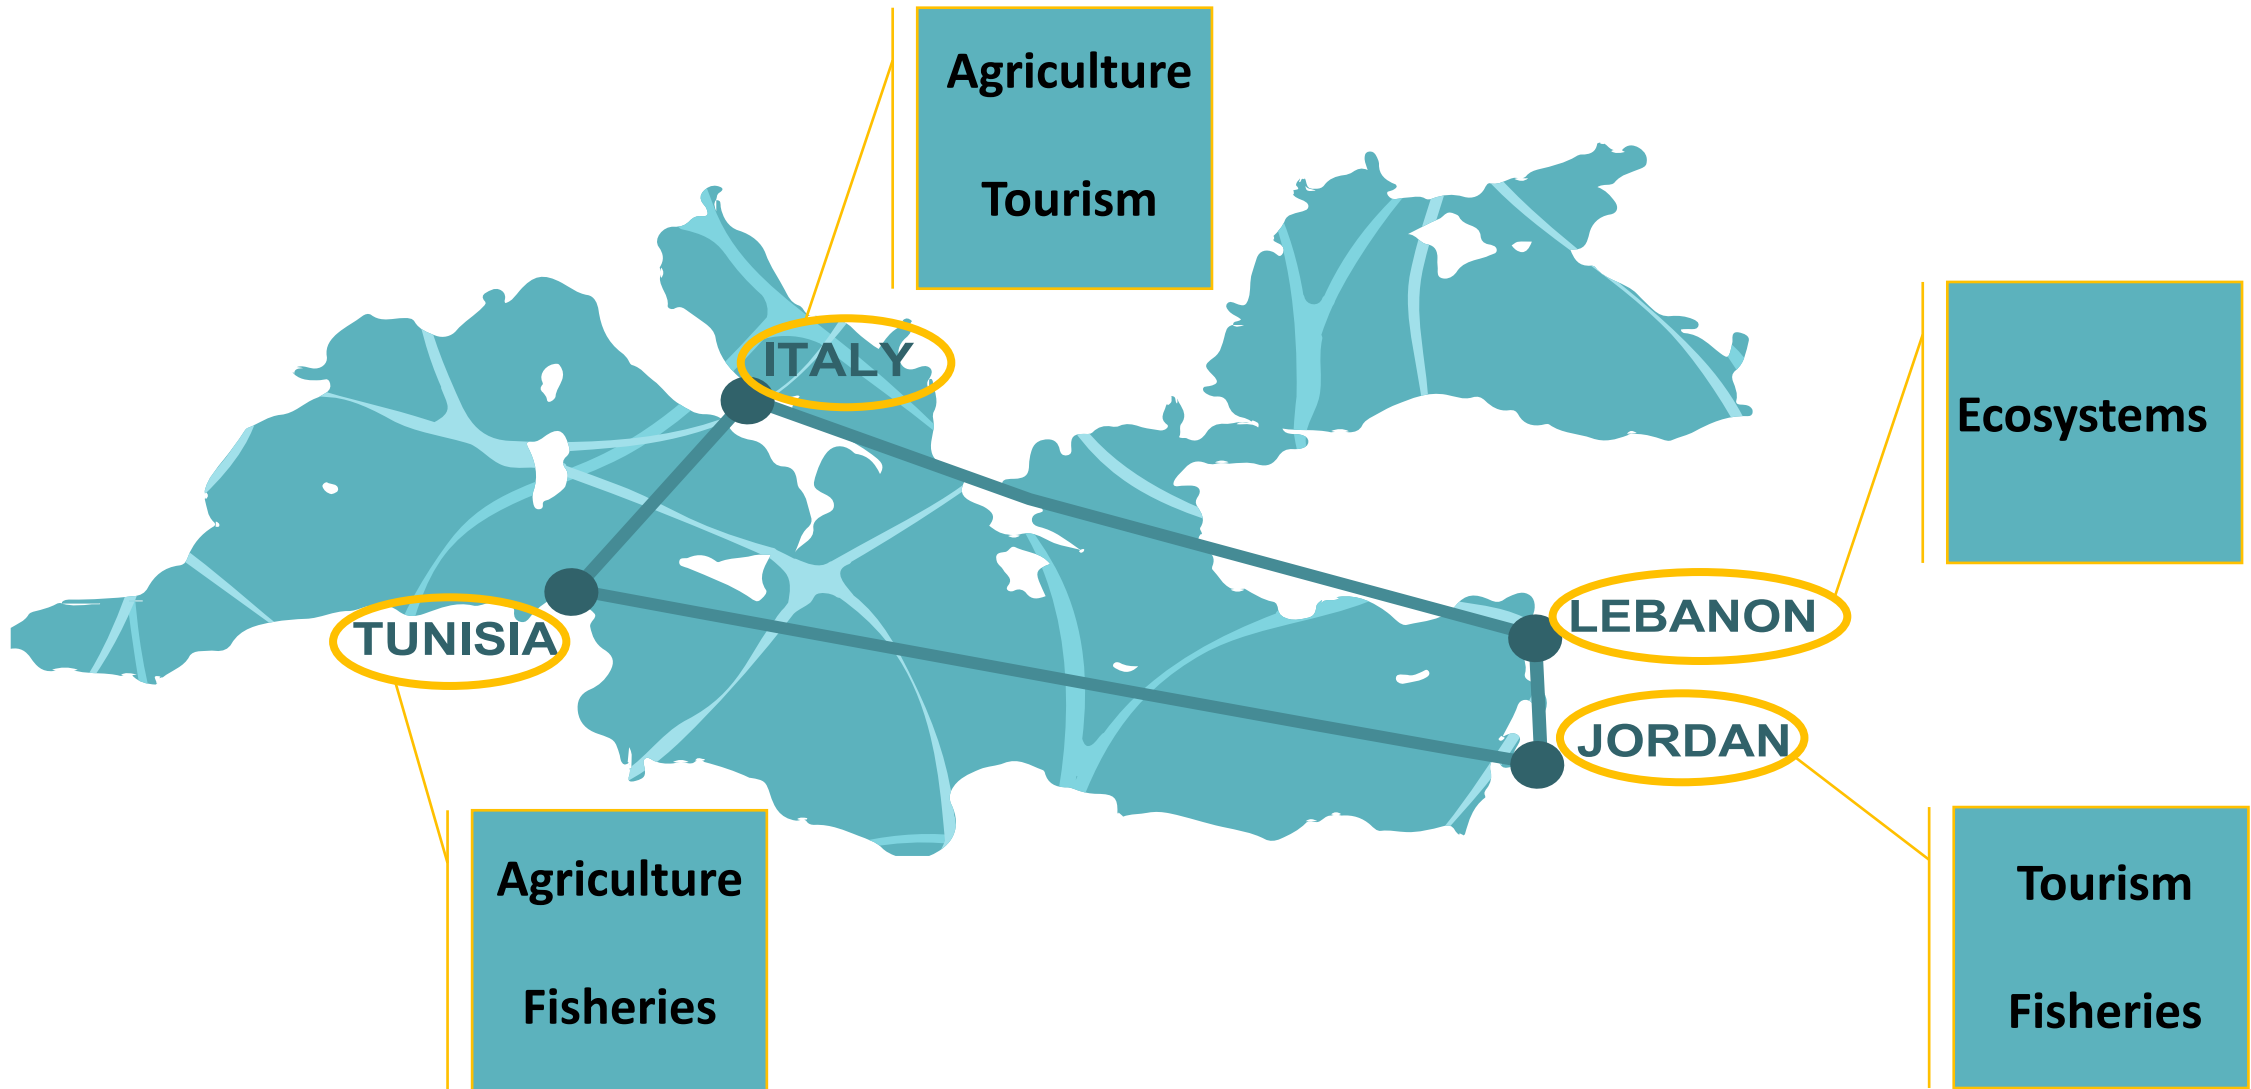 Agriculture
Tourism
ITALY
Ecosystems
LEBANON
TUNISIA
JORDAN
Agriculture
Fisheries
Tourism
Fisheries